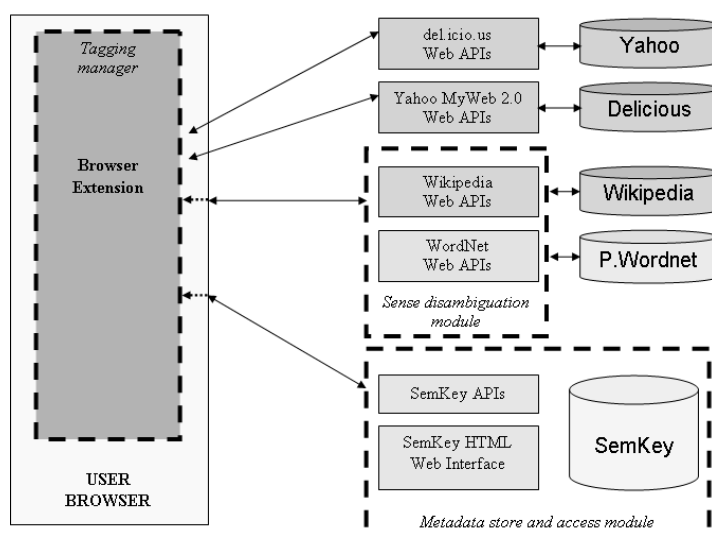 Tagging
manager
Browser
Extension
USER
BROWSER
del.icio.us
Web APIs
Yahoo
Yahoo MyWeb 2.0
Web APIs
Delicious
Wikipedia
Web APIs
Wikipedia
WordNet
Web APIs
P.Wordnet
Sense disambiguation
module
SemKey APIs
SemKey HTML
Web Interface
SemKey
Metadata store and access module